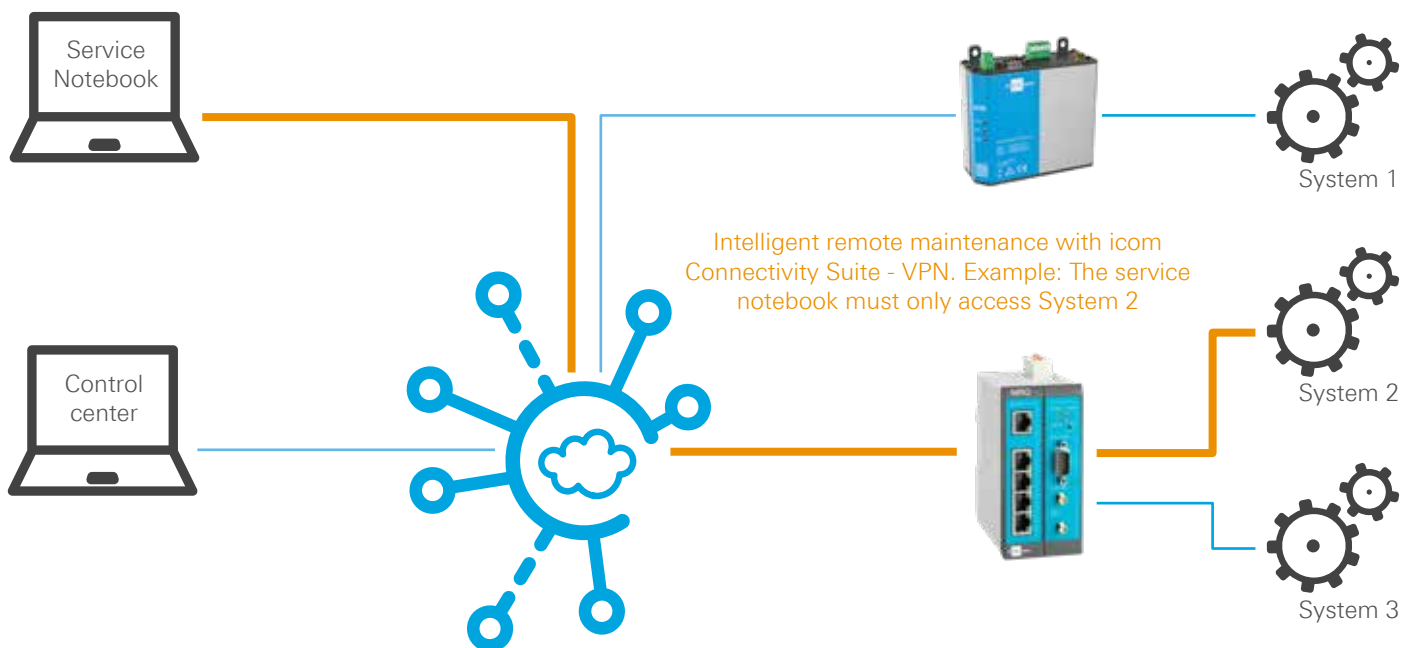 Service
Notebook
System 1
Intelligent remote maintenance with icom
Connectivity Suite - VPN. Example: The service
notebook must only access System 2
Control
center
System 2
System 3